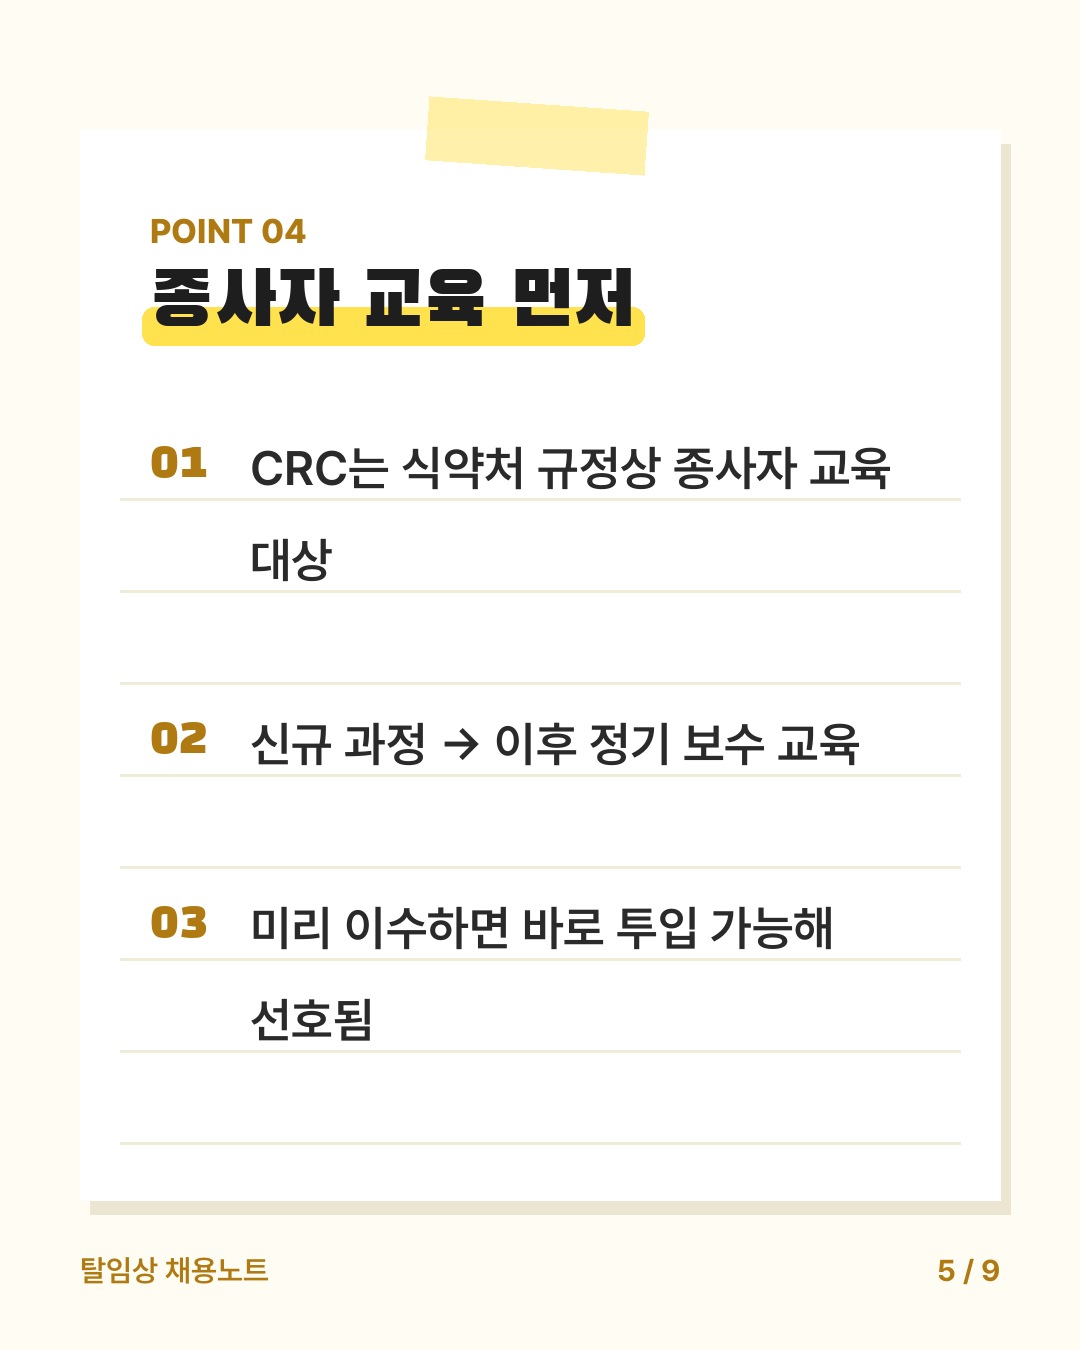 POINT 04
종사자 교육 먼저
01 CRC는 식약처 규정상 종사자 교육
대상
02 신규 과정 → 이후 정기 보수 교육
03 미리 이수하면 바로 투입 가능해
선호됨
탈임상 채용노트
5 / 9